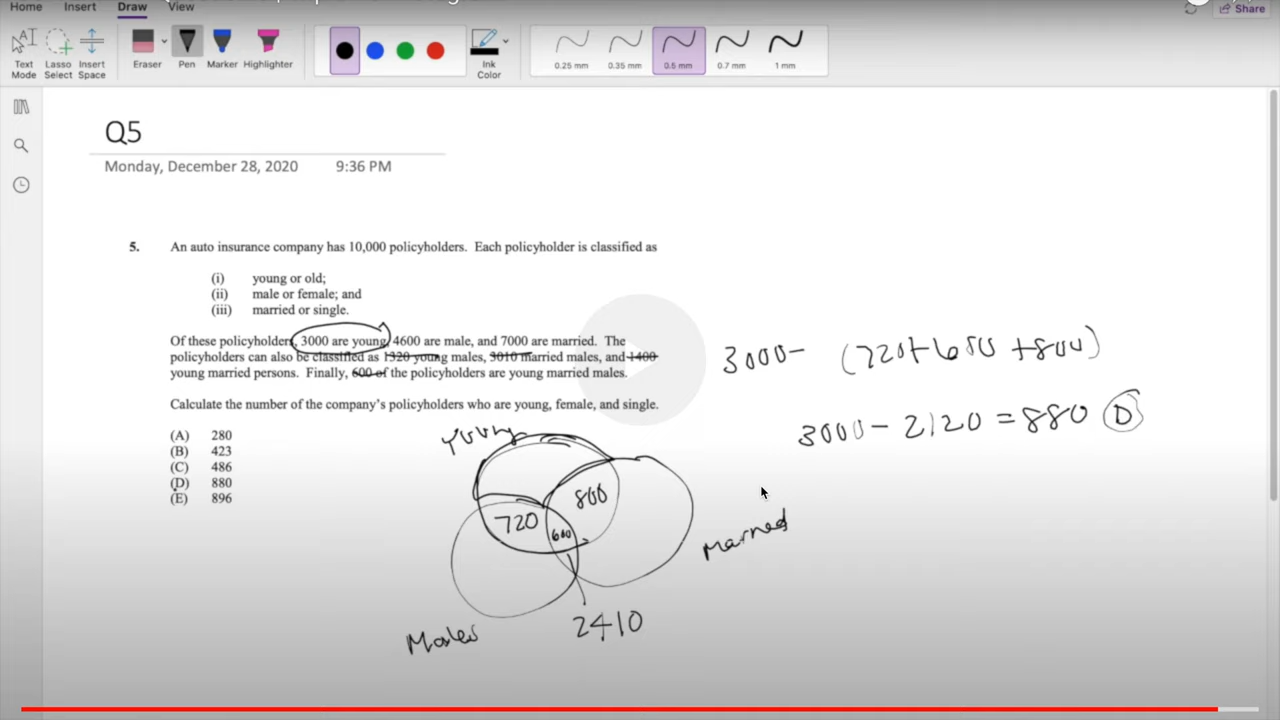 Home Insert Draw View
Share
Text Mode
Lasso Select
Insert Space
Eraser
Pen
Marker
Highlighter
Ink Color
0.25 mm
0.35 mm
0.5 mm
0.7 mm
1 mm
Q5
Monday, December 28, 2020 9:36 PM
5. An auto insurance company has 10,000 policyholders. Each policyholder is classified as
(i) young or old;
(ii) male or female; and
(iii) married or single.
Of these policyholders, 3000 are young, 4600 are male, and 7000 are married. The
policyholders can also be classified as 1320 young males, 3010 married males, and 1400
young married persons. Finally, 600 of the policyholders are young married males.
Calculate the number of the company's policyholders who are young, female, and single.
(A) 280
(B) 423
(C) 486
(D) 880
(E) 896
3000- (720+600+800)
3000-2120=880 D
Young
800
720
600
Married
2410
Males